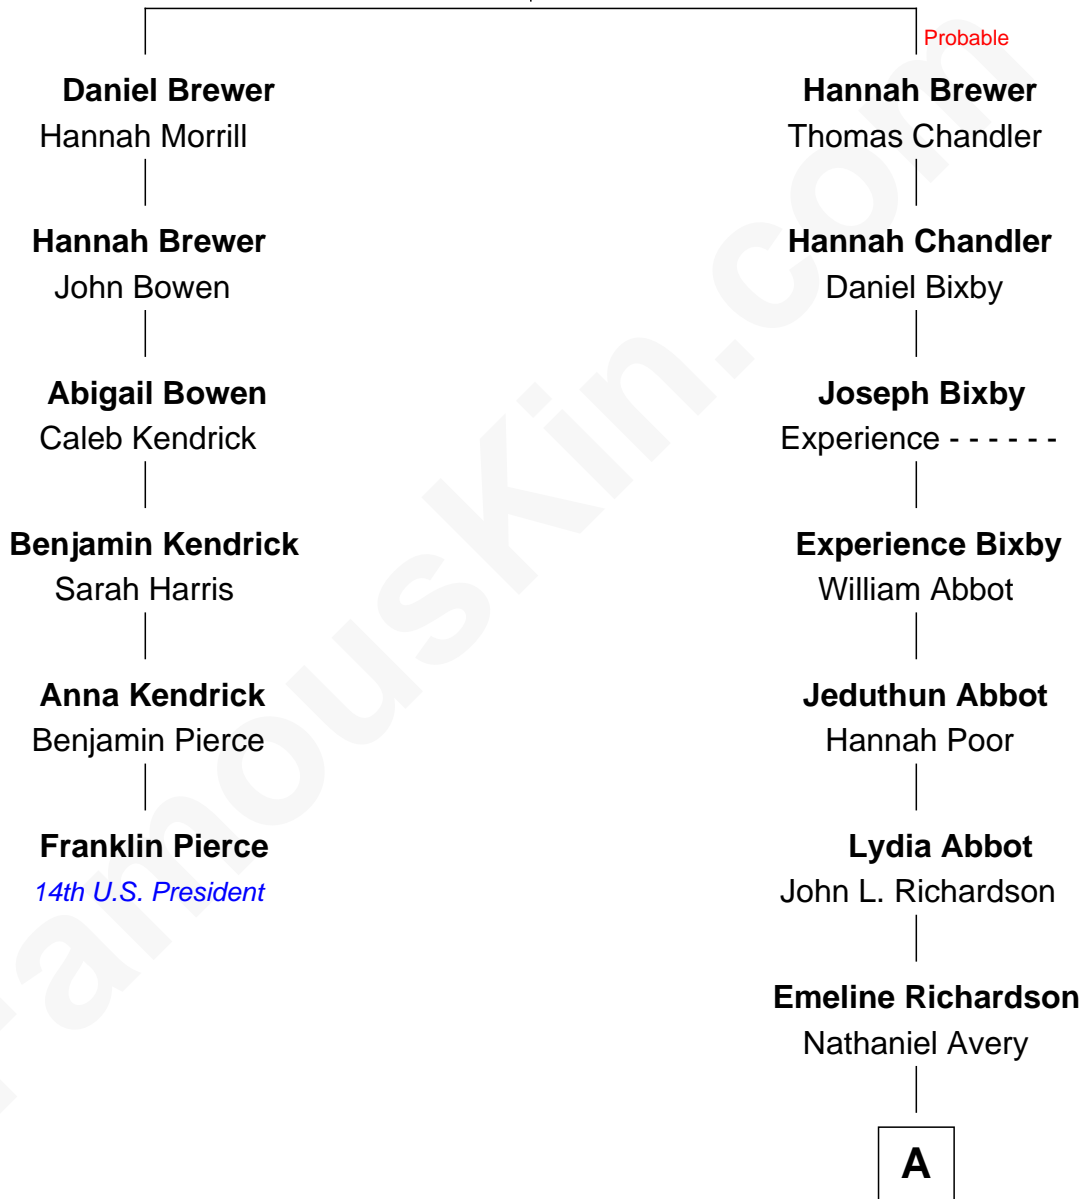 Probable
Daniel Brewer
Hannah Morrill
Hannah Brewer
John Bowen
Abigail Bowen
Caleb Kendrick
Benjamin Kendrick
Sarah Harris
Anna Kendrick
Benjamin Pierce
Franklin Pierce
14th U.S. President
Hannah Brewer
Thomas Chandler
Hannah Chandler
Daniel Bixby
Joseph Bixby
Experience - - - - - -
Experience Bixby
William Abbot
Jeduthun Abbot
Hannah Poor
Lydia Abbot
John L. Richardson
Emeline Richardson
Nathaniel Avery
A
FamousKin.com